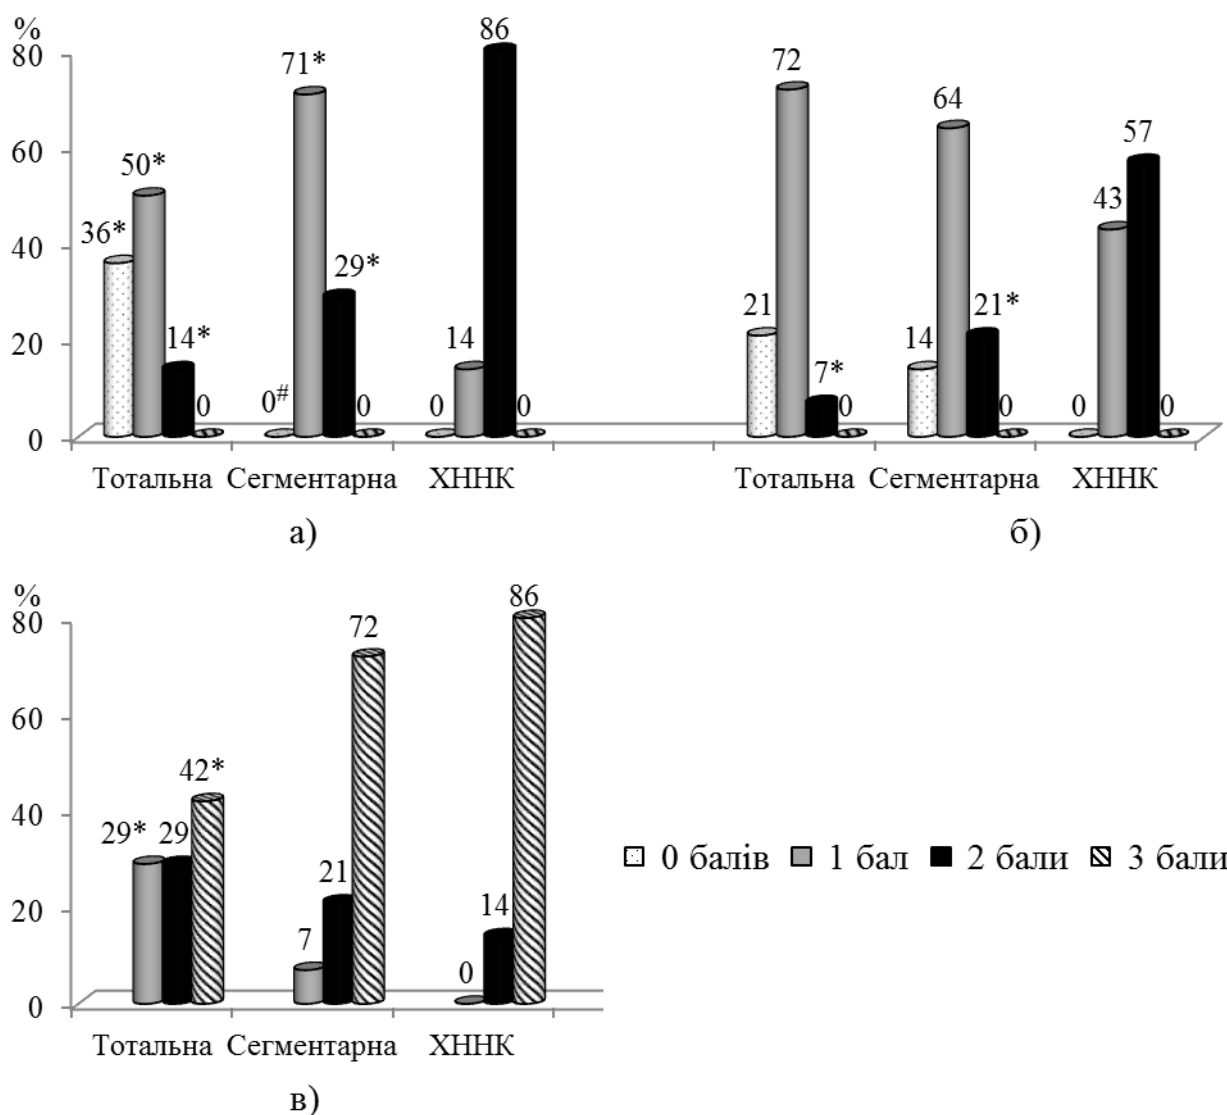 %
80
60
40
20
0
36* 50* 14* 0
0# 71* 29* 0
0 14 86 0
Тотальна Сегментарна ХННК
а)
21 72 7* 0
14 64 21* 0
0 43 57 0
Тотальна Сегментарна ХННК
б)
%
80
60
40
20
0
29* 29 42*
7 21 72
0 14 86
Тотальна Сегментарна ХННК
в)
0 балів 1 бал 2 бали 3 бали